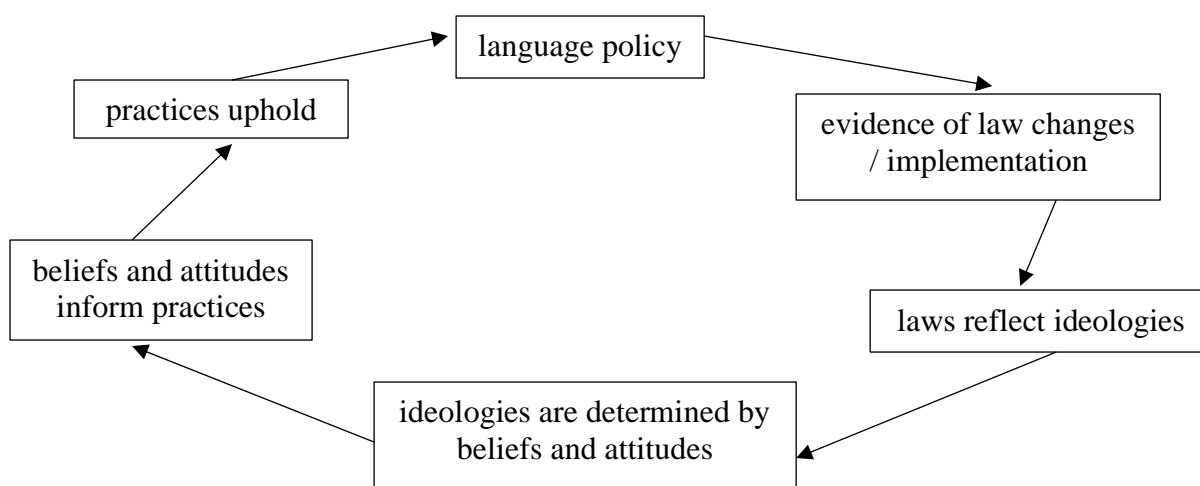 language policy
practices uphold
evidence of law changes
/ implementation
beliefs and attitudes
inform practices
laws reflect ideologies
ideologies are determined by
beliefs and attitudes